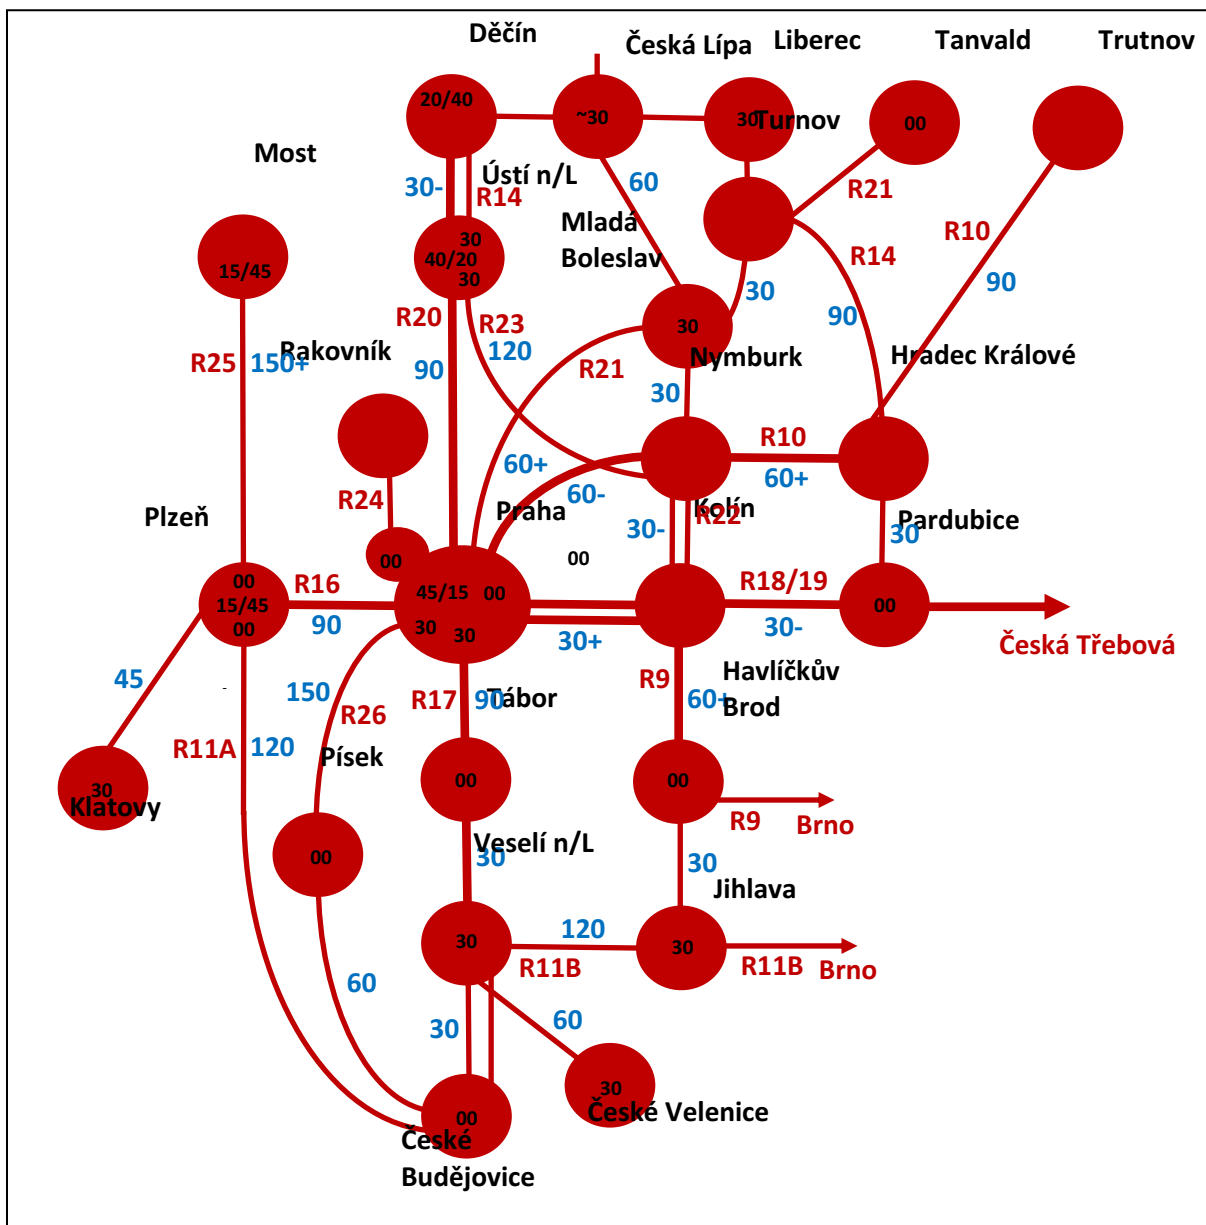 Děčín
Česká Lípa
Liberec
Tanvald
Trutnov
20/40
~30
30
Turnov
00
Most
Ústí n/L
30-
R14
60
R21
Mladá
Boleslav
R10
30
40/20
30
15/45
R14
30
90
R20
R23
90
30
Rakovník
120
R25
150+
R21
Nymburk
Hradec Králové
90
30
R10
60+
60-
60+
R24
Praha
Kolín
Plzeň
30-
R22
Pardubice
30
00
00
00
R16
45/15
00
R18/19
15/45
00
00
90
30
30
30+
30-
Česká Třebová
45
150
R17
90
Tábor
R9
Havlíčkův
60+
Brod
R26
R11A
120
Písek
30
Klatovy
00
00
R9
Brno
Veselí n/L
30
00
30
Jihlava
30
120
30
R11B
R11B
Brno
60
30
60
30
České Velenice
00
České
Budějovice
-